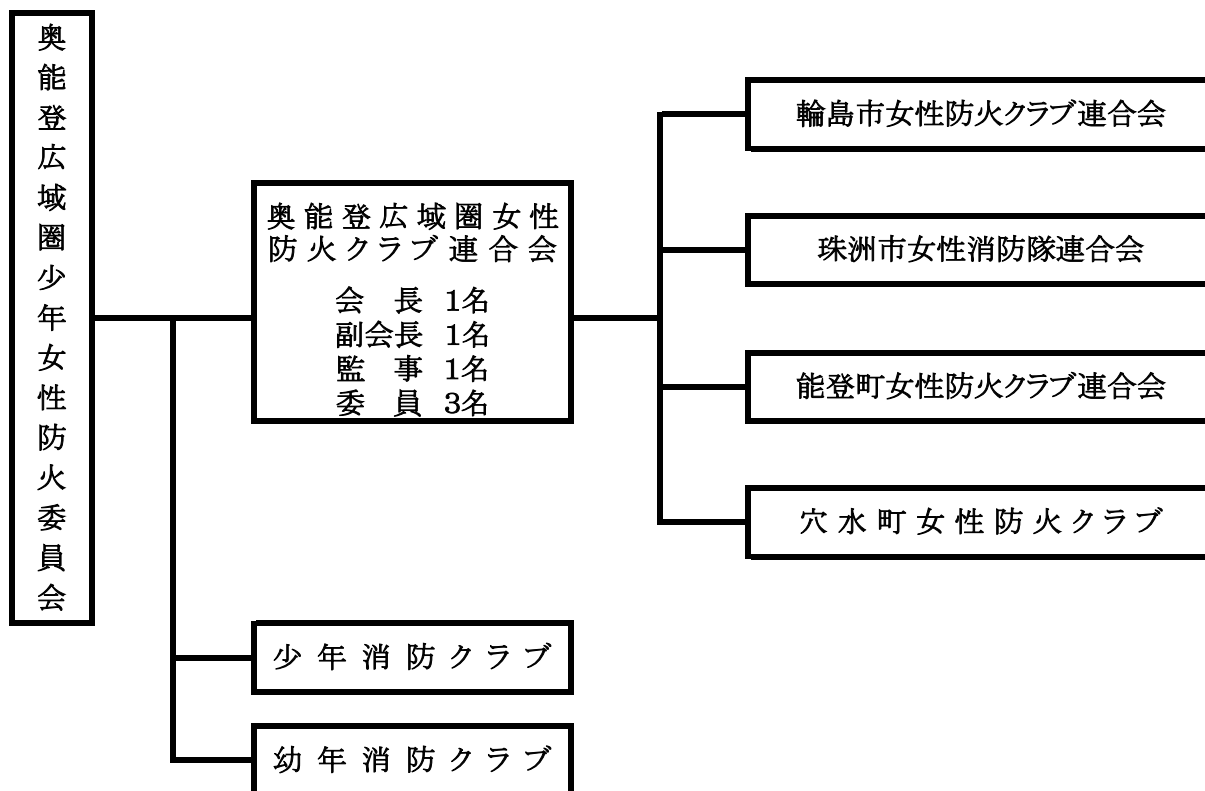 奥能登広域圏少年女性防火委員会
奥能登広域圏女性
防火クラブ連合会
会　長　1名
副会長　1名
監　事　1名
委　員　3名
輪島市女性防火クラブ連合会
珠洲市女性消防隊連合会
能登町女性防火クラブ連合会
穴水町女性防火クラブ
少年消防クラブ
幼年消防クラブ